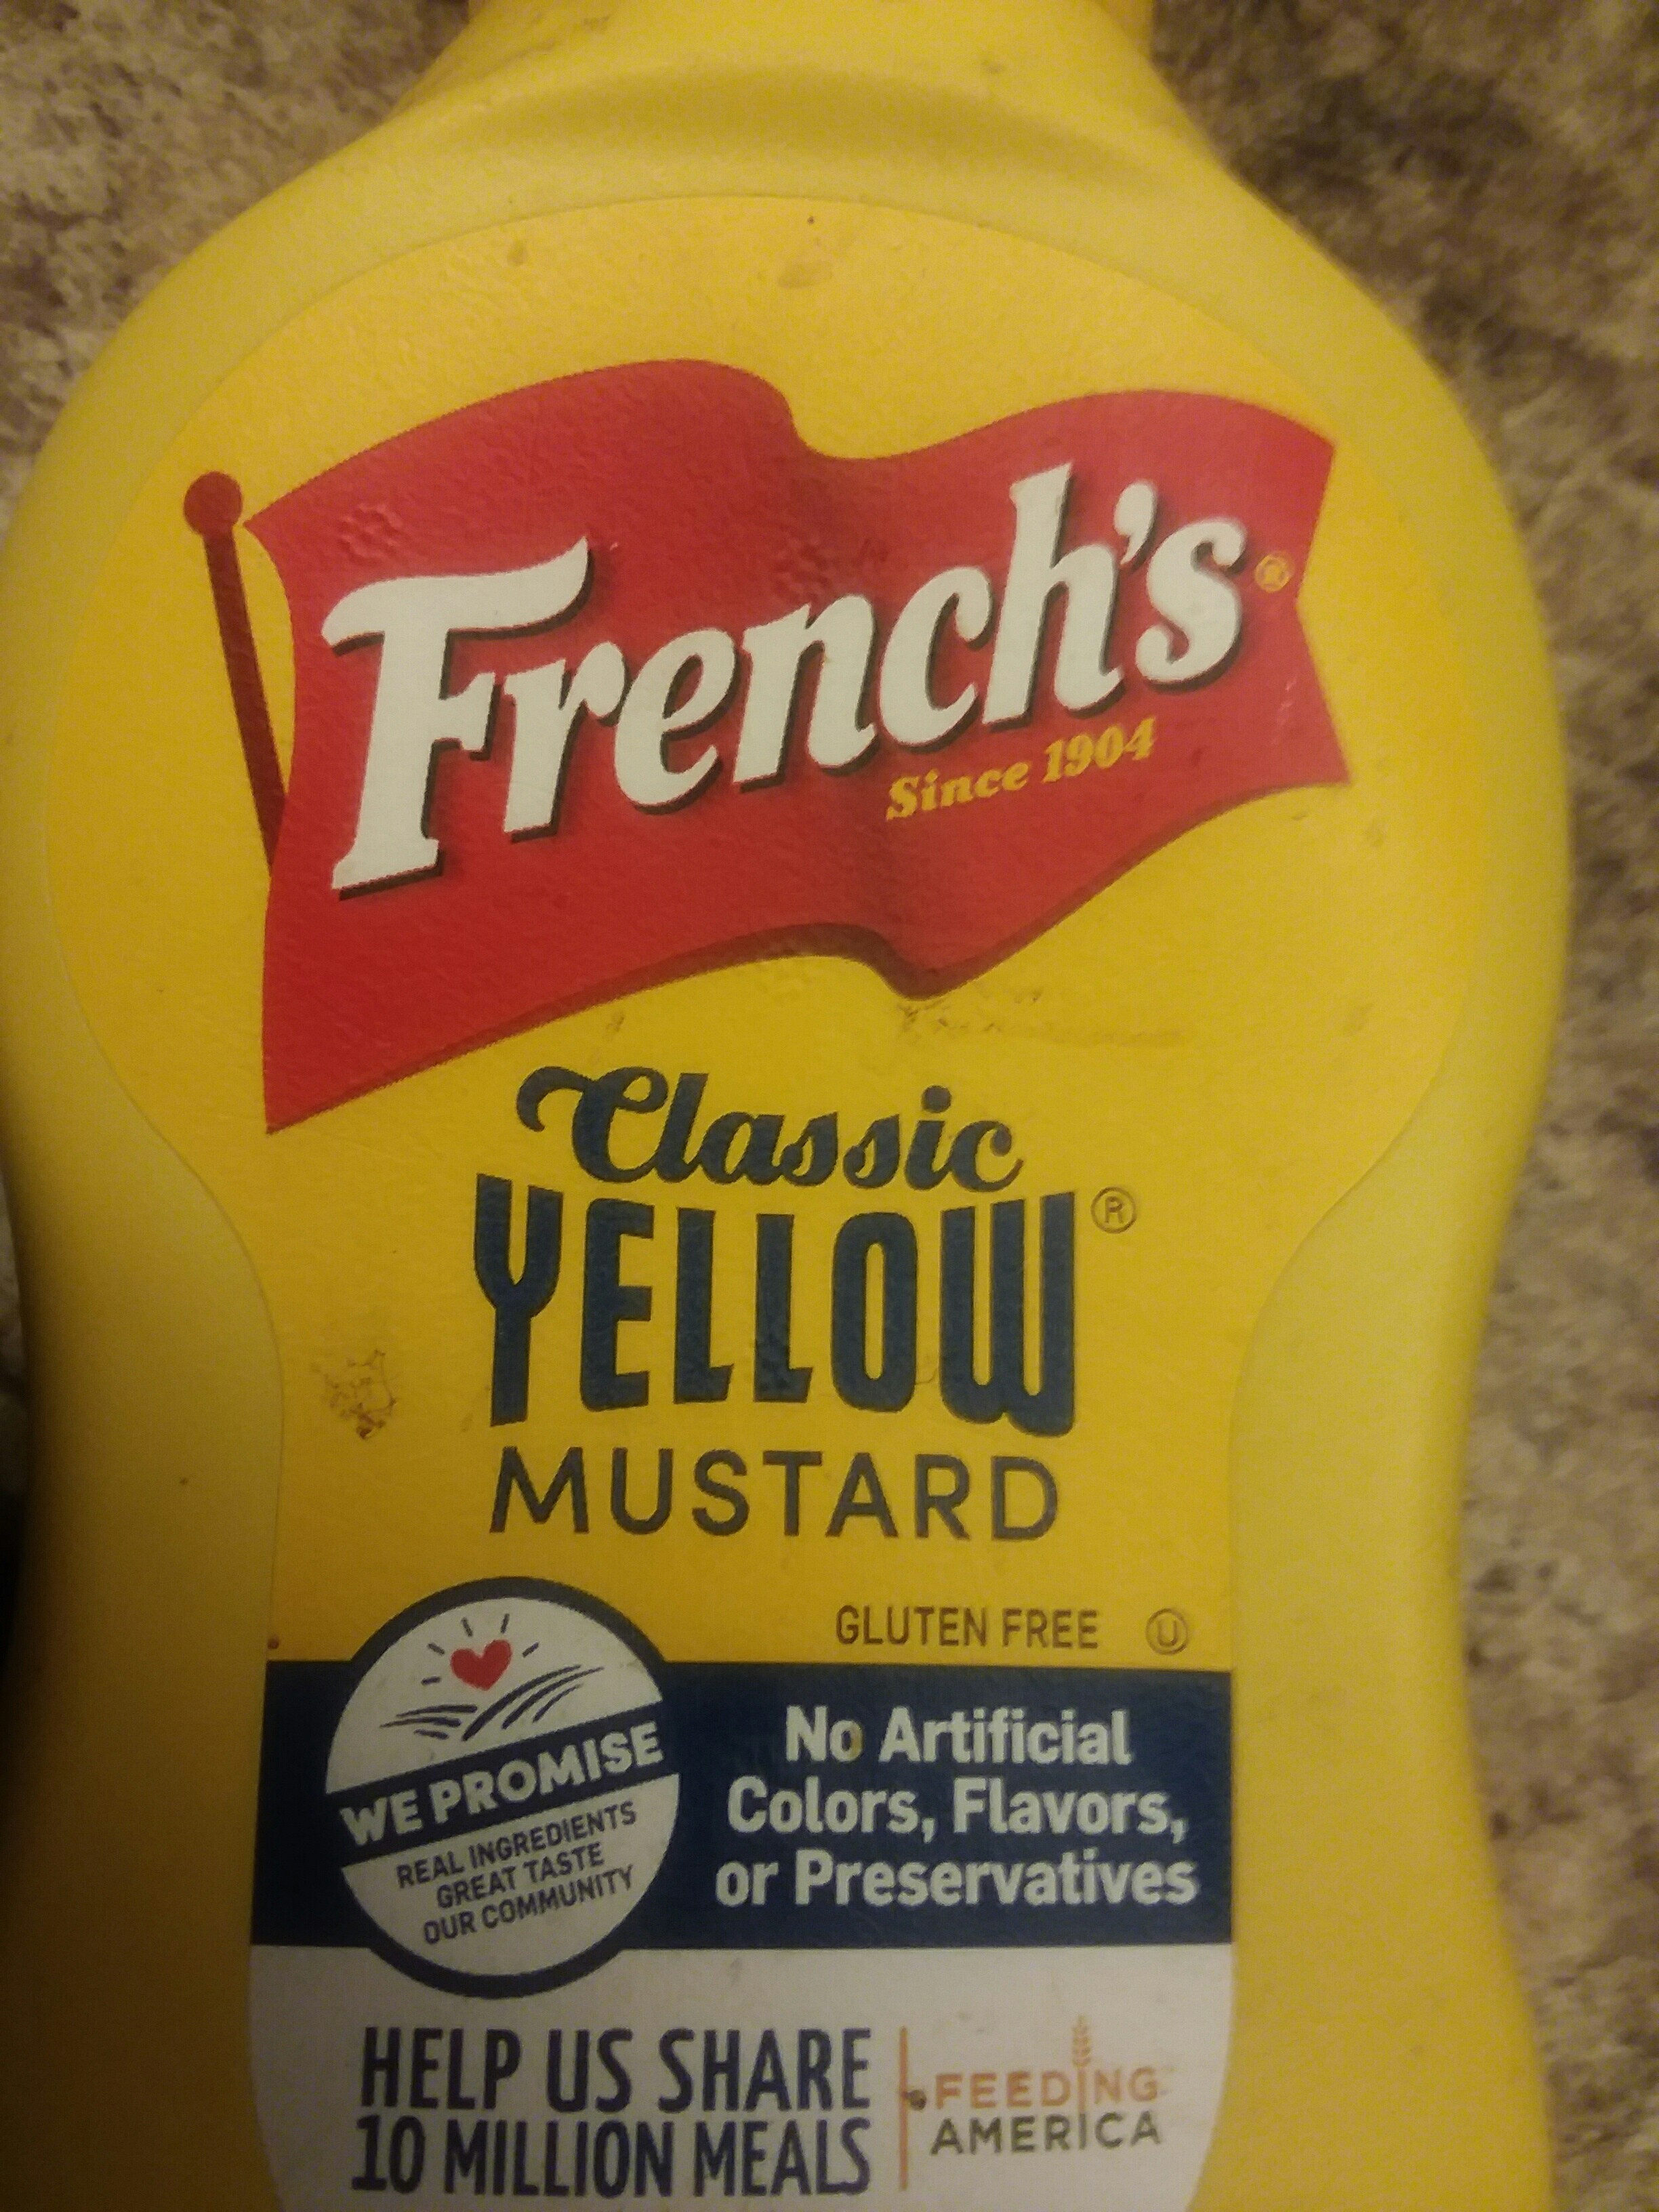 French's®
Since 1904
Classic
YELLOW®
MUSTARD
GLUTEN FREE Ⓤ
WE PROMISE
REAL INGREDIENTS
GREAT TASTE
OUR COMMUNITY
No Artificial
Colors, Flavors,
or Preservatives
HELP US SHARE
10 MILLION MEALS
FEEDING
AMERICA